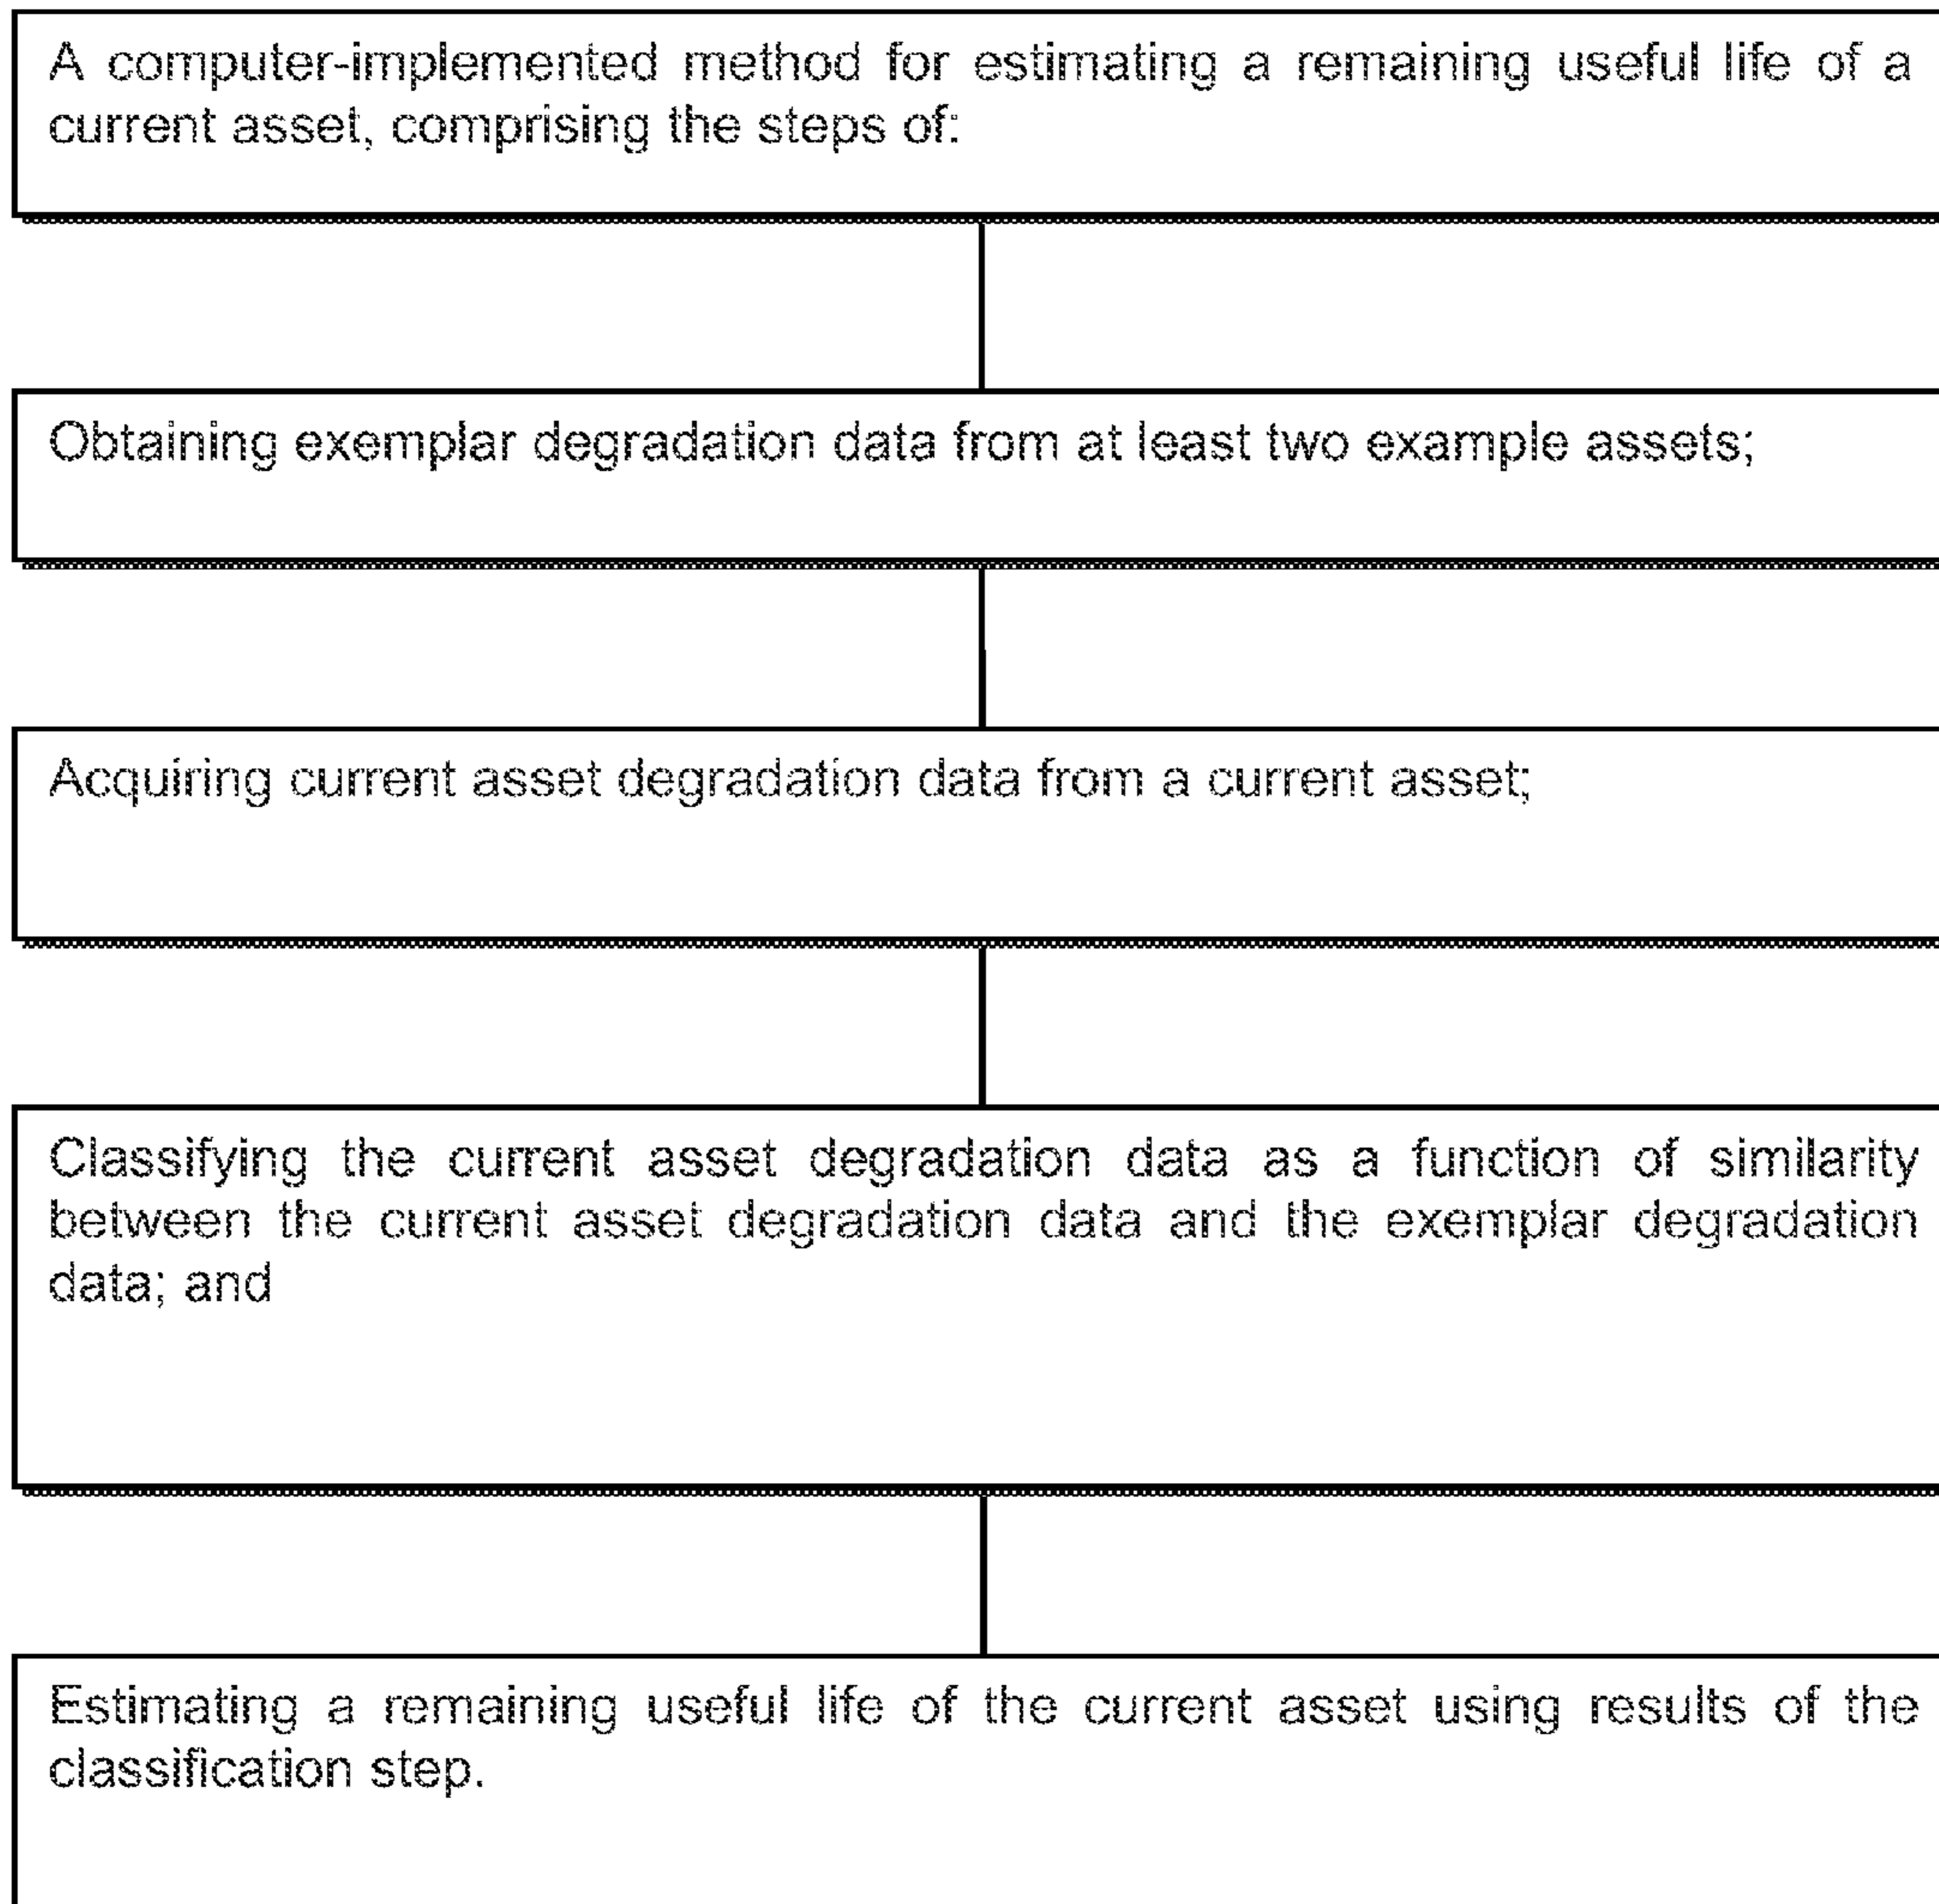 A computer-implemented method for estimating a remaining useful life of a
current asset, comprising the steps of:
Obtaining exemplar degradation data from at least two example assets;
Acquiring current asset degradation data from a current asset;
Classifying the current asset degradation data as a function of similarity
between the current asset degradation data and the exemplar degradation
data; and
Estimating a remaining useful life of the current asset using results of the
classification step.